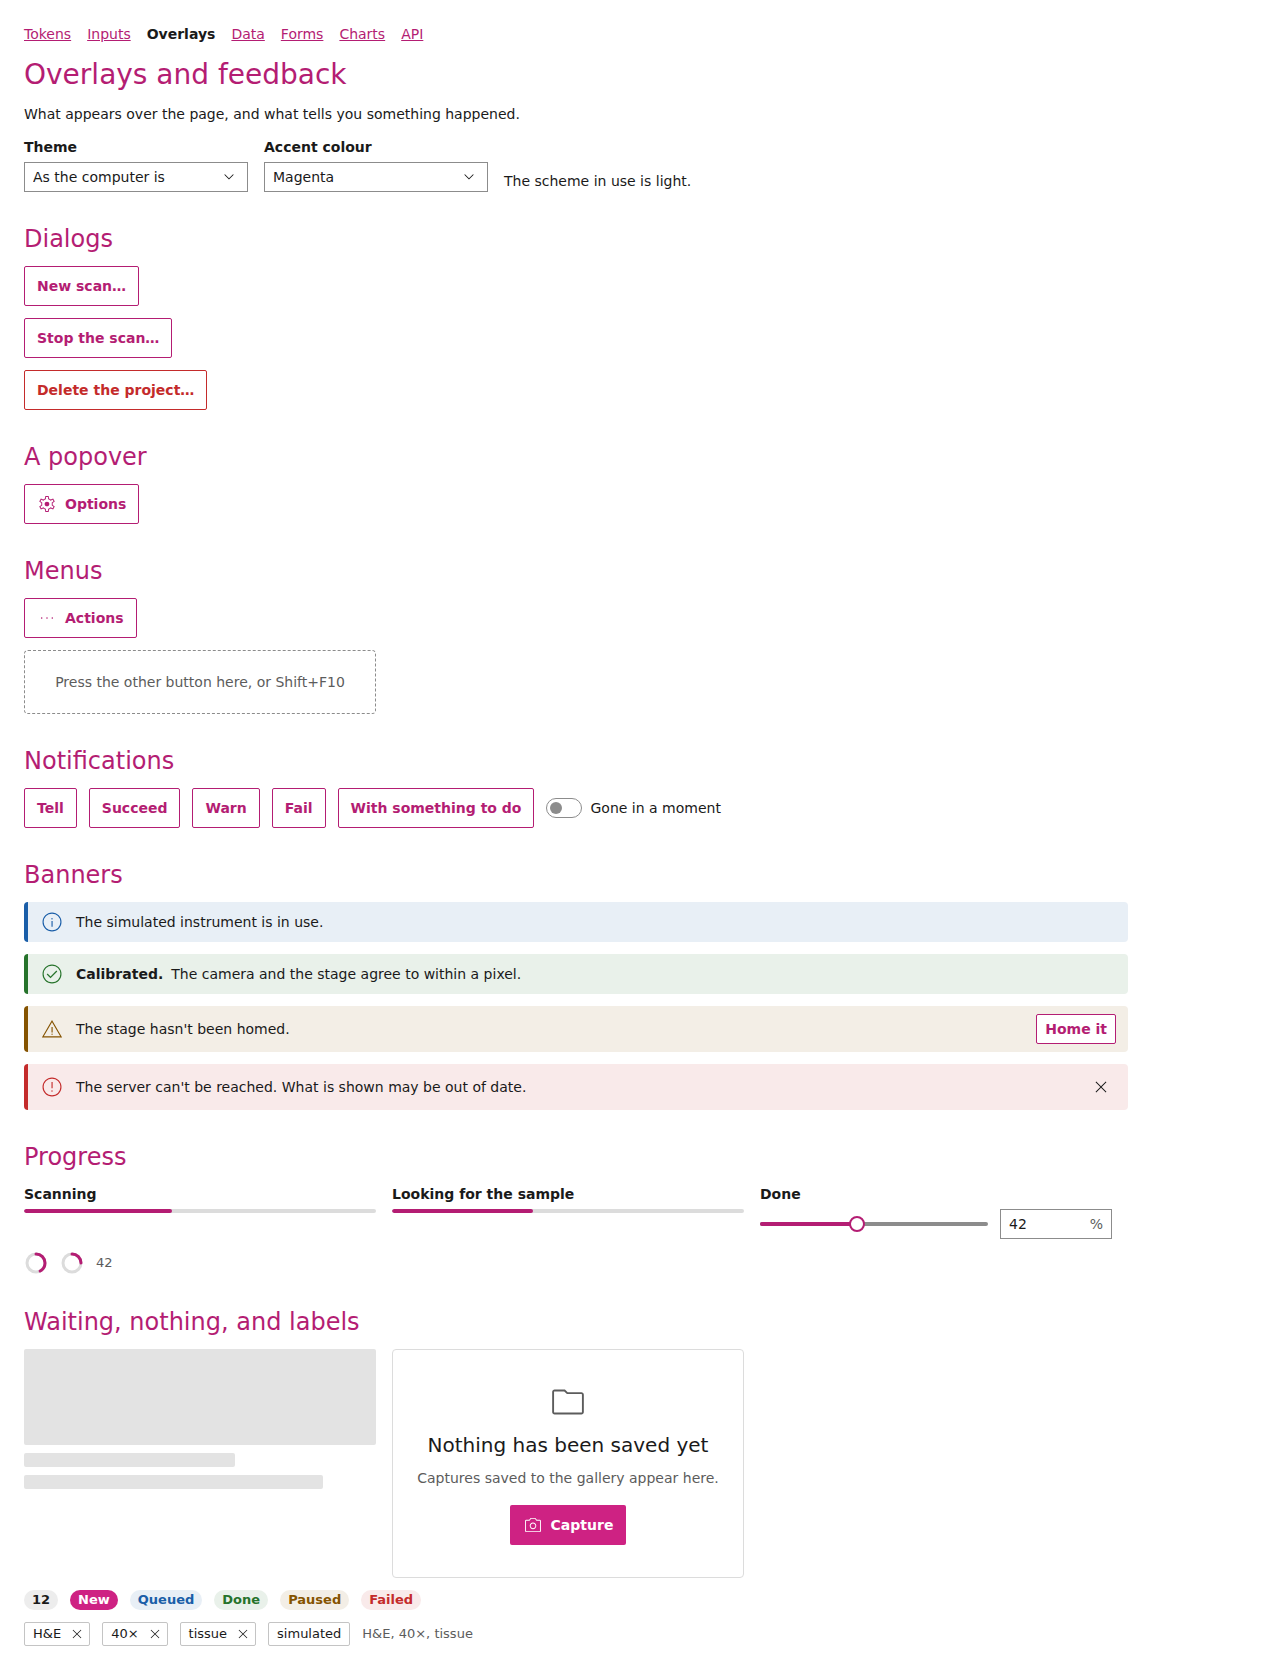 Tokens Inputs Overlays Data Forms Charts API
Overlays and feedback
What appears over the page, and what tells you something happened.
Theme Accent colour
As the computer is Magenta The scheme in use is light.
Dialogs
New scan…
Stop the scan…
Delete the project…
A popover
Options
Menus
Actions
Press the other button here, or Shift+F10
Notifications
Tell Succeed Warn Fail With something to do Gone in a moment
Banners
The simulated instrument is in use.
Calibrated. The camera and the stage agree to within a pixel.
The stage hasn't been homed. Home it
The server can't be reached. What is shown may be out of date.
Progress
Scanning Looking for the sample Done
42 %
42
Waiting, nothing, and labels
Nothing has been saved yet
Captures saved to the gallery appear here.
Capture
12 New Queued Done Paused Failed
H&E 40× tissue simulated H&E, 40×, tissue